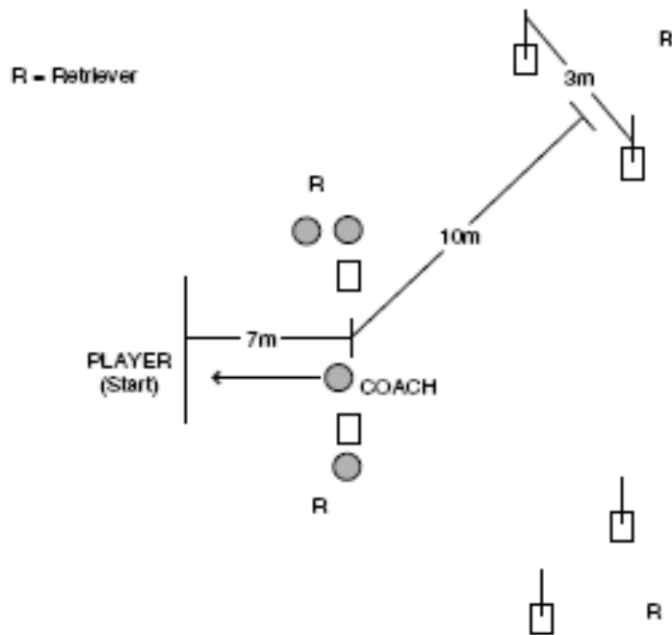 R
R = Retriever
3m
R
10m
7m
PLAYER
(Start)
COACH
R
R